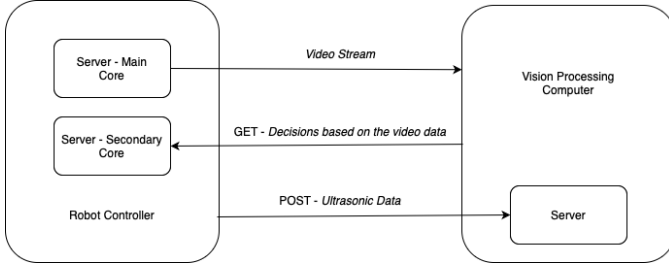 Server - Main
Core
Video Stream
Vision Processing
Computer
Server - Secondary
Core
GET - Decisions based on the video data
POST - Ultrasonic Data
Robot Controller
Server